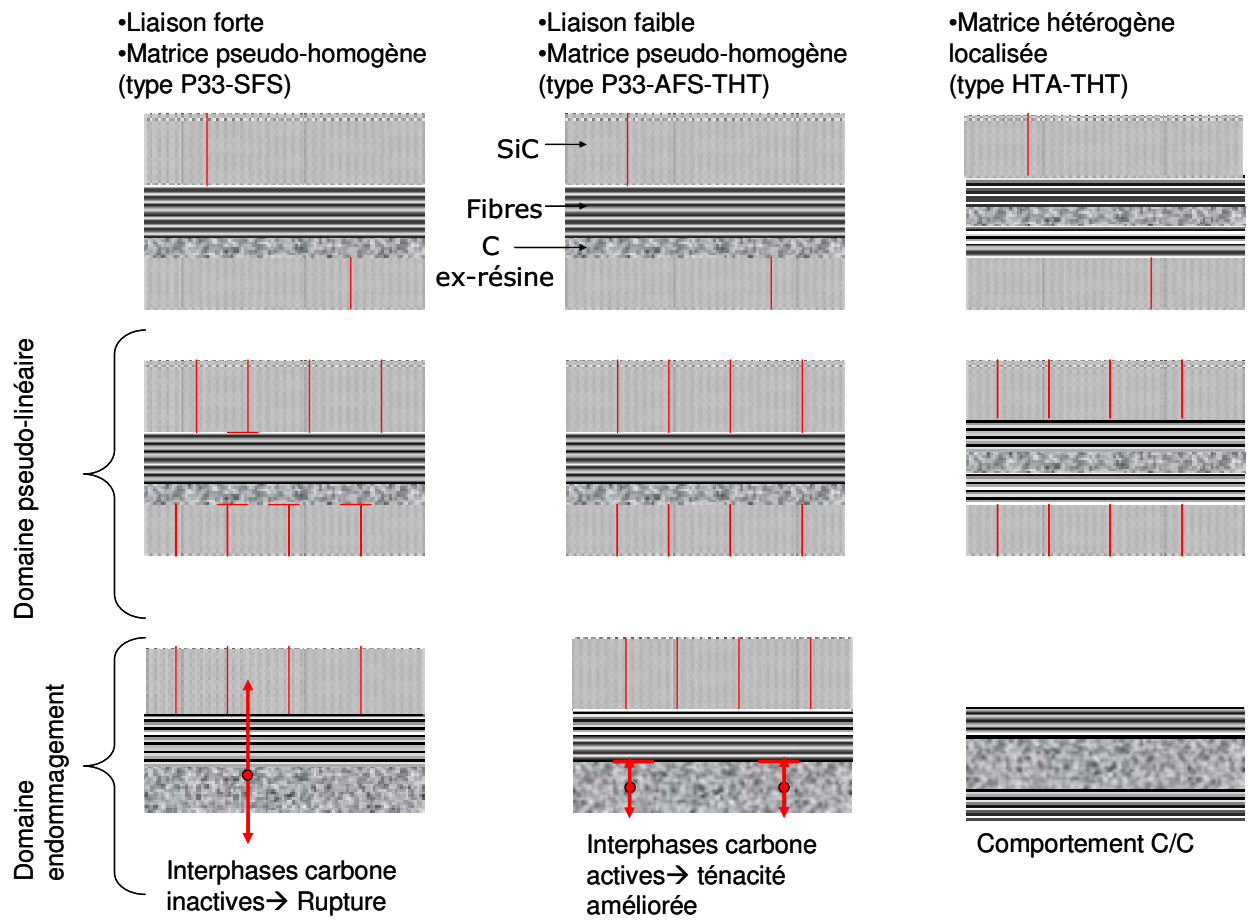 •Liaison forte
•Matrice pseudo-homogène
(type P33-SFS)
•Liaison faible
•Matrice pseudo-homogène
(type P33-AFS-THT)
•Matrice hétérogène
localisée
(type HTA-THT)
SiC
Fibres
C
ex-résine
Domaine pseudo-linéaire
Domaine
endommagement
Interphases carbone
inactives→ Rupture
Interphases carbone
actives→ ténacité
améliorée
Comportement C/C